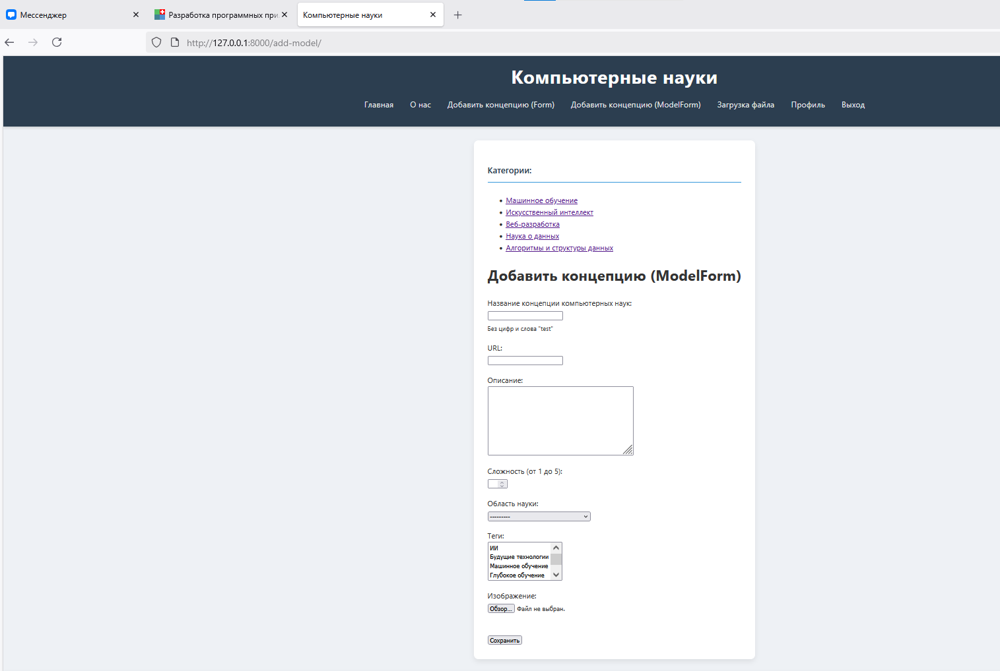 Мессенджер
Разработка программных при
Компьютерные науки
http://127.0.0.1:8000/add-model/
Компьютерные науки
Главная О нас Добавить концепцию (Form) Добавить концепцию (ModelForm) Загрузка файла Профиль Выход
Категории:
Машинное обучение
Искусственный интеллект
Веб-разработка
Наука о данных
Алгоритмы и структуры данных
Добавить концепцию (ModelForm)
Название концепции компьютерных наук:
Без цифр и слова "test"
URL:
Описание:
Сложность (от 1 до 5):
Область науки:
---------
Теги:
ИИ
Будущие технологии
Машинное обучение
Глубокое обучение
Изображение:
Обзор... Файл не выбран.
Сохранить